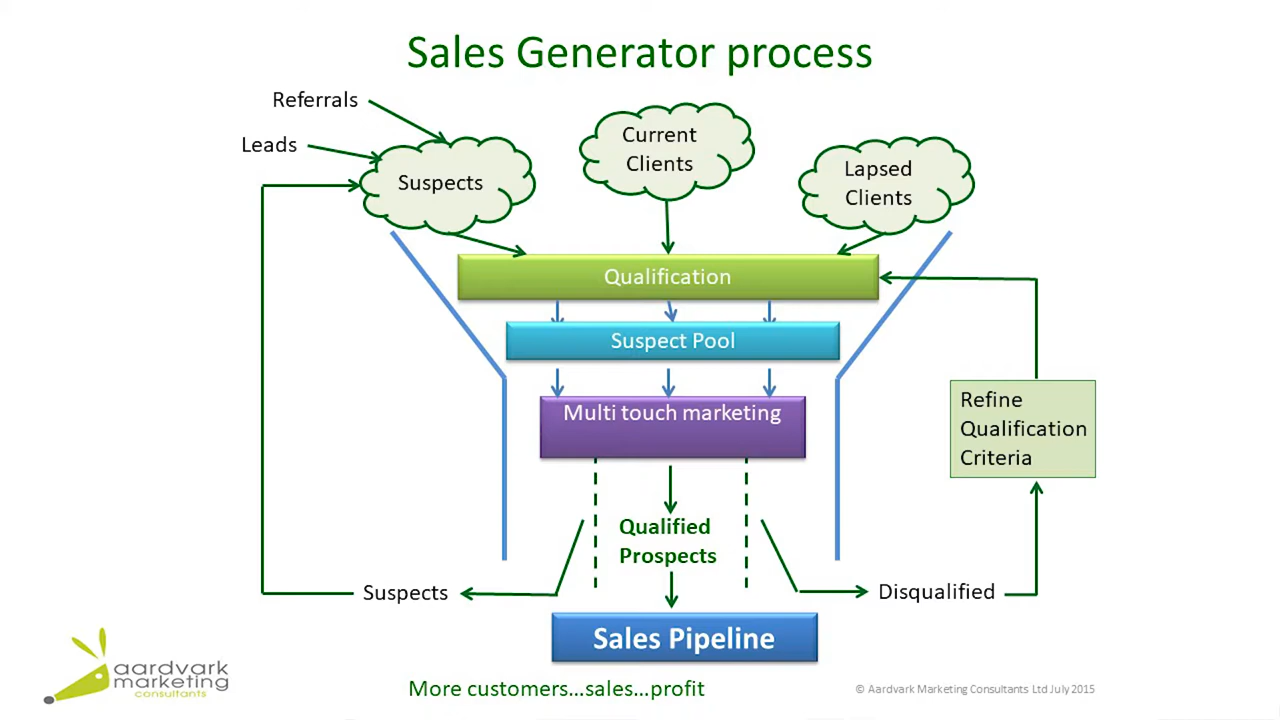 Sales Generator process
Referrals
Leads
Suspects
Current
Clients
Lapsed
Clients
Qualification
Suspect Pool
Multi touch marketing
Refine
Qualification
Criteria
Qualified
Prospects
Suspects
Disqualified
Sales Pipeline
aardvark
marketing
consultants
More customers...sales...profit
© Aardvark Marketing Consultants Ltd July 2015